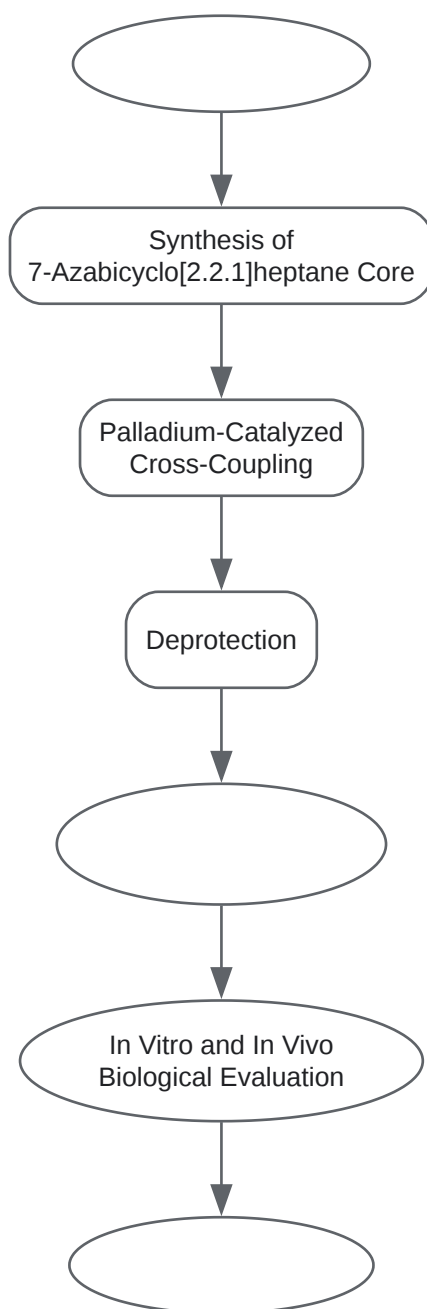 Synthesis of
7-Azabicyclo[2.2.1]heptane Core
Palladium-Catalyzed
Cross-Coupling
Deprotection
In Vitro and In Vivo
Biological Evaluation